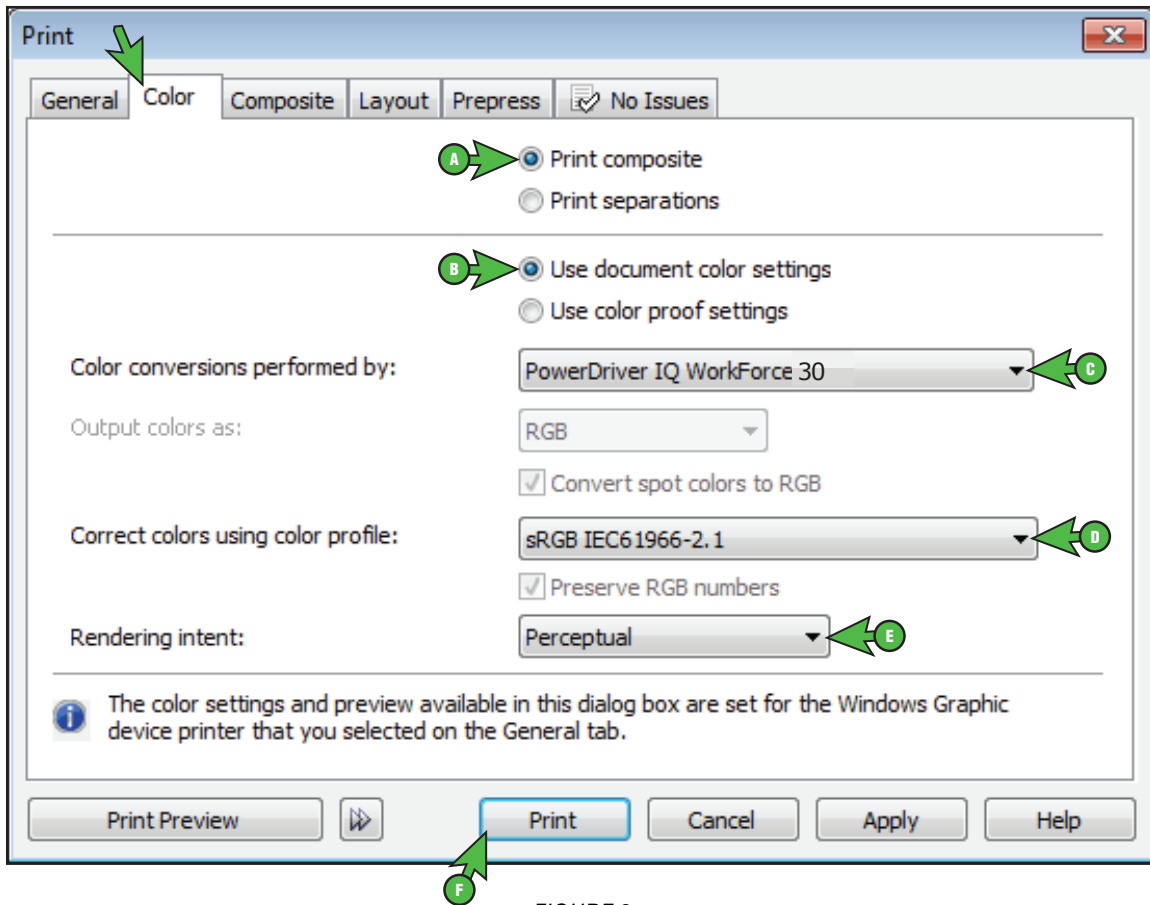 Print
General Color Composite Layout Prepress No Issues
A Print composite
Print separations
B Use document color settings
Use color proof settings
Color conversions performed by: PowerDriver IQ WorkForce 30 C
Output colors as: RGB
Convert spot colors to RGB
Correct colors using color profile: sRGB IEC61966-2.1 D
Preserve RGB numbers
Rendering intent: Perceptual E
i The color settings and preview available in this dialog box are set for the Windows Graphic
device printer that you selected on the General tab.
Print Preview Print Cancel Apply Help
F